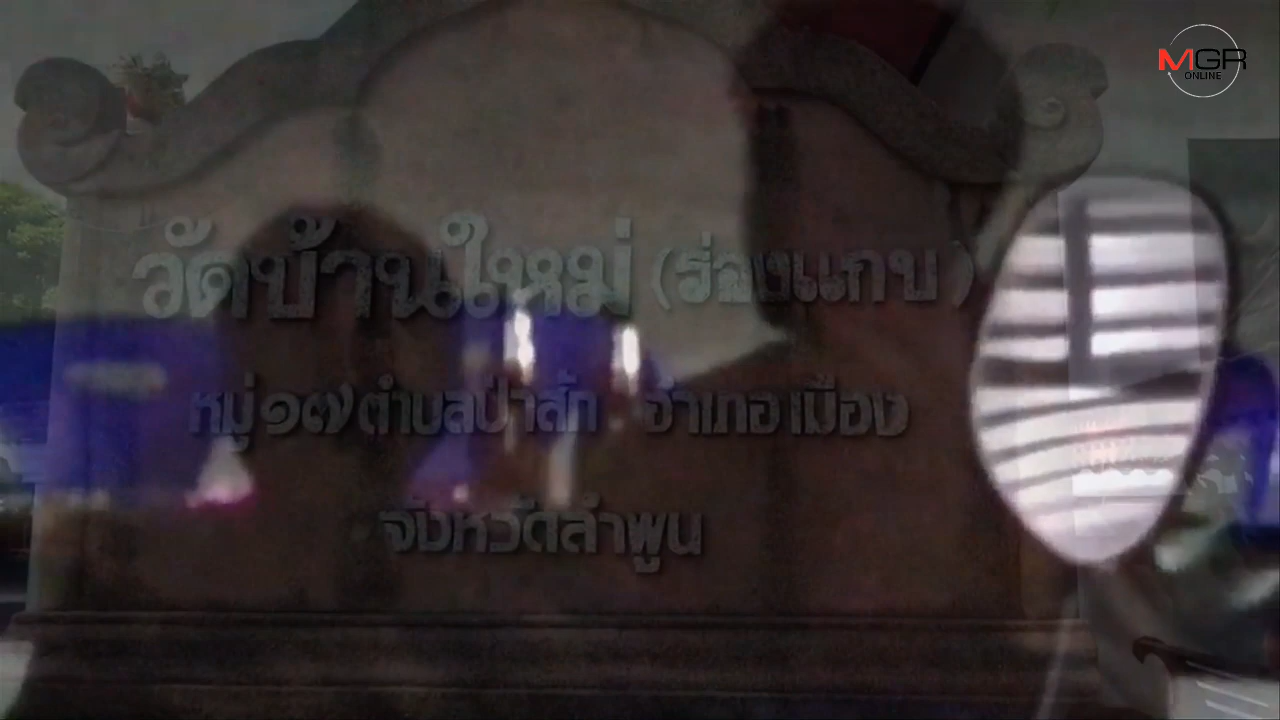 MGR
ONLINE
วัดบ้านใหม่ (ร่องแกบ)
หมู่๑๗ตำบลป่าสัก อำเภอเมือง
จังหวัดลำพูน